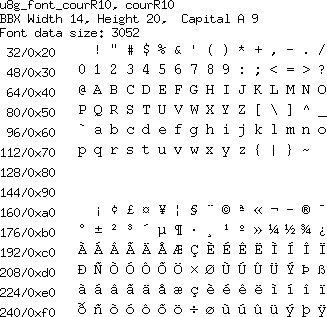 u8g_font_courR10, courR10
BBX Width 14, Height 20, Capital A 9
Font data size: 3052
32/0x20 ! " # $ % & ' ( ) * + , - . /
48/0x30 0 1 2 3 4 5 6 7 8 9 : ; < = > ?
64/0x40 @ A B C D E F G H I J K L M N O
80/0x50 P Q R S T U V W X Y Z [ \ ] ^ _
96/0x60 ` a b c d e f g h i j k l m n o
112/0x70 p q r s t u v w x y z { | } ~
128/0x80
144/0x90
160/0xa0 ¡ ¢ £ ¤ ¥ ¦ § ¨ © ª « ¬ - ® ¯
176/0xb0 ° ± ² ³ ´ µ ¶ · ¸ ¹ º » ¼ ½ ¾ ¿
192/0xc0 À Á Â Ã Ä Å Æ Ç È É Ê Ë Ì Í Î Ï
208/0xd0 Ð Ñ Ò Ó Ô Õ Ö × Ø Ù Ú Û Ü Ý Þ ß
224/0xe0 à á â ã ä å æ ç è é ê ë ì í î ï
240/0xf0 ð ñ ò ó ô õ ö ÷ ø ù ú û ü ý þ ÿ